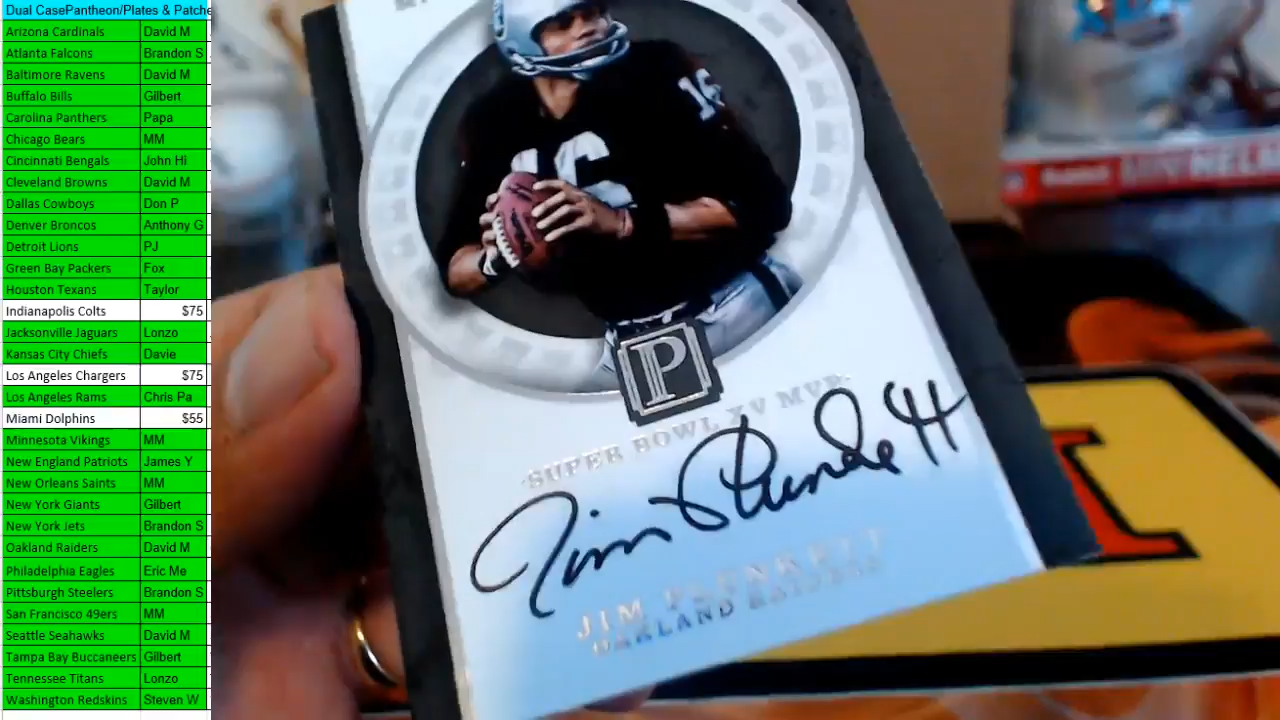 Dual CasePantheon/Plates & Patche
Arizona Cardinals David M
Atlanta Falcons Brandon S
Baltimore Ravens David M
Buffalo Bills Gilbert
Carolina Panthers Papa
Chicago Bears MM
Cincinnati Bengals John Hi
Cleveland Browns David M
Dallas Cowboys Don P
Denver Broncos Anthony G
Detroit Lions PJ
Green Bay Packers Fox
Houston Texans Taylor
Indianapolis Colts $75
Jacksonville Jaguars Lonzo
Kansas City Chiefs Davie
Los Angeles Chargers $75
Los Angeles Rams Chris Pa
Miami Dolphins $55
Minnesota Vikings MM
New England Patriots James Y
New Orleans Saints MM
New York Giants Gilbert
New York Jets Brandon S
Oakland Raiders David M
Philadelphia Eagles Eric Me
Pittsburgh Steelers Brandon S
San Francisco 49ers MM
Seattle Seahawks David M
Tampa Bay Buccaneers Gilbert
Tennessee Titans Lonzo
Washington Redskins Steven W
16
16
P
SUPER BOWL XV MVP
Jim Plunkett
JIM PLUNKETT
OAKLAND RAIDERS